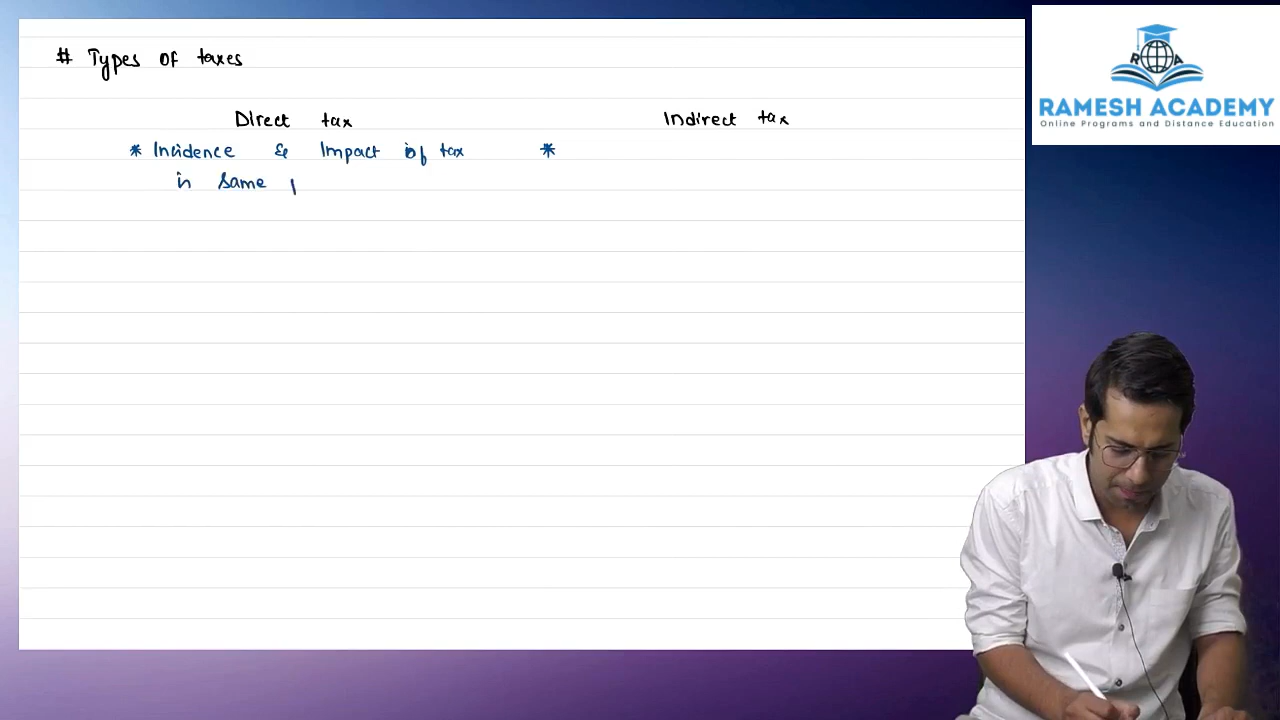 # Types of taxes
Direct tax
Indirect tax
* Incidence & Impact of tax *
in same
RA
RAMESH ACADEMY
Online Programs and Distance Education